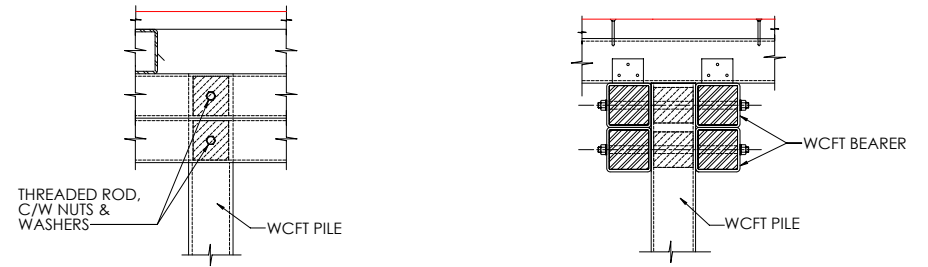 THREADED ROD,
C/W NUTS &
WASHERS
WCFT PILE
WCFT BEARER
WCFT PILE